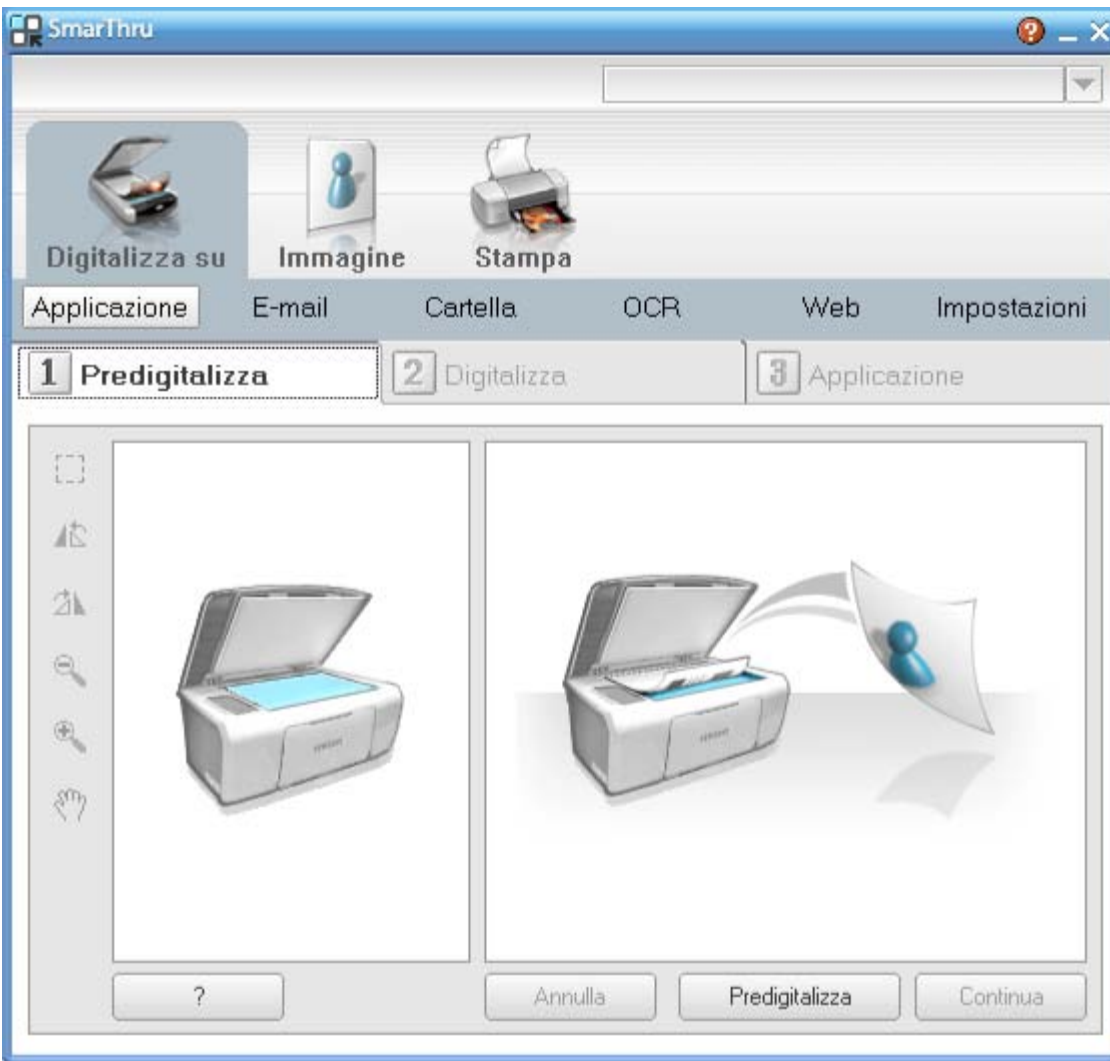 SmarThru
Digitalizza su Immagine Stampa
Applicazione E-mail Cartella OCR Web Impostazioni
1 Predigitalizza 2 Digitalizza 3 Applicazione
? Annulla Predigitalizza Continua